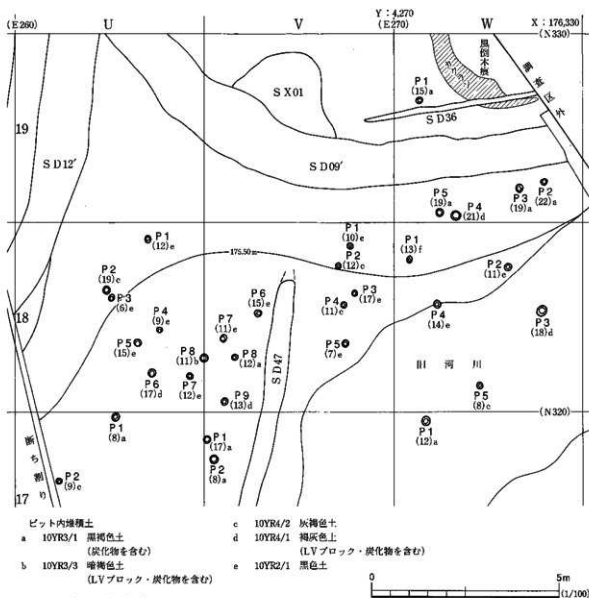 Y : 4,270
U
V
W
X : 176,330
(E260)
(E270)
(N330)
風倒木痕
調査区外
P1
(15)a
S X01
19
S D36
S D12'
S D09'
P5
(19)a
P4
(21)d
P3
(19)a
P2
(22)a
P1
(12)e
P1
(10)e
P1
(13)f
175.50m
P2
(12)c
P2
(11)e
P2
(19)c
P3
(6)e
P6
(15)e
P3
(17)e
P4
(11)c
P4
(14)e
P3
(18)d
18
P4
(9)e
P7
(11)e
P5
(15)e
P5
(7)e
P8
(11)b
P8
(12)a
S D47
旧河川
P6
(17)d
P7
(12)e
P5
(8)c
P9
(13)d
(N320)
P1
(8)a
P1
(12)a
断ち割り
P1
(17)a
P2
(8)a
P2
(9)c
17
ピット内堆積土
a 10YR3/1 黒褐色土
(炭化物を含む)
b 10YR3/3 暗褐色土
(LVブロック・炭化物を含む)
c 10YR4/2 灰褐色土
d 10YR4/1 褐灰色土
(LVブロック・炭化物を含む)
e 10YR2/1 黒色土
0
5m
(1/100)